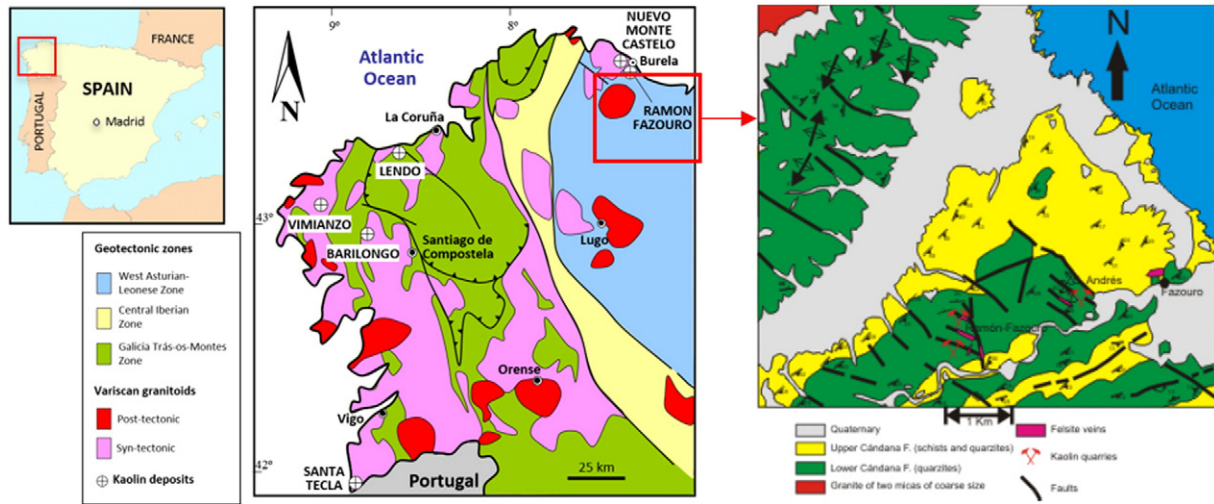 FRANCE
SPAIN
Madrid
PORTUGAL
Geotectonic zones
West Asturian-
Leonese Zone
Central Iberian
Zone
Galicia Trás-os-Montes
Zone
Variscan granitoids
Post-tectonic
Syn-tectonic
Kaolin deposits
9°
8°
Atlantic
Ocean
N
NUEVO
MONTE
CASTELO
Burela
RAMON
FAZOURO
La Coruña
LENDO
43°
VIMIANZO
BARILONGO
Santiago de
Compostela
Lugo
Orense
Vigo
42°
SANTA
TECLA
Portugal
25 km
N
Atlantic
Ocean
Andrés
Fazouro
Ramón-Fazouro
1 Km
Quaternary
Upper Cándana F. (schists and quarzites)
Lower Cándana F. (quarzites)
Granite of two micas of coarse size
Felsite veins
Kaolin quarries
Faults